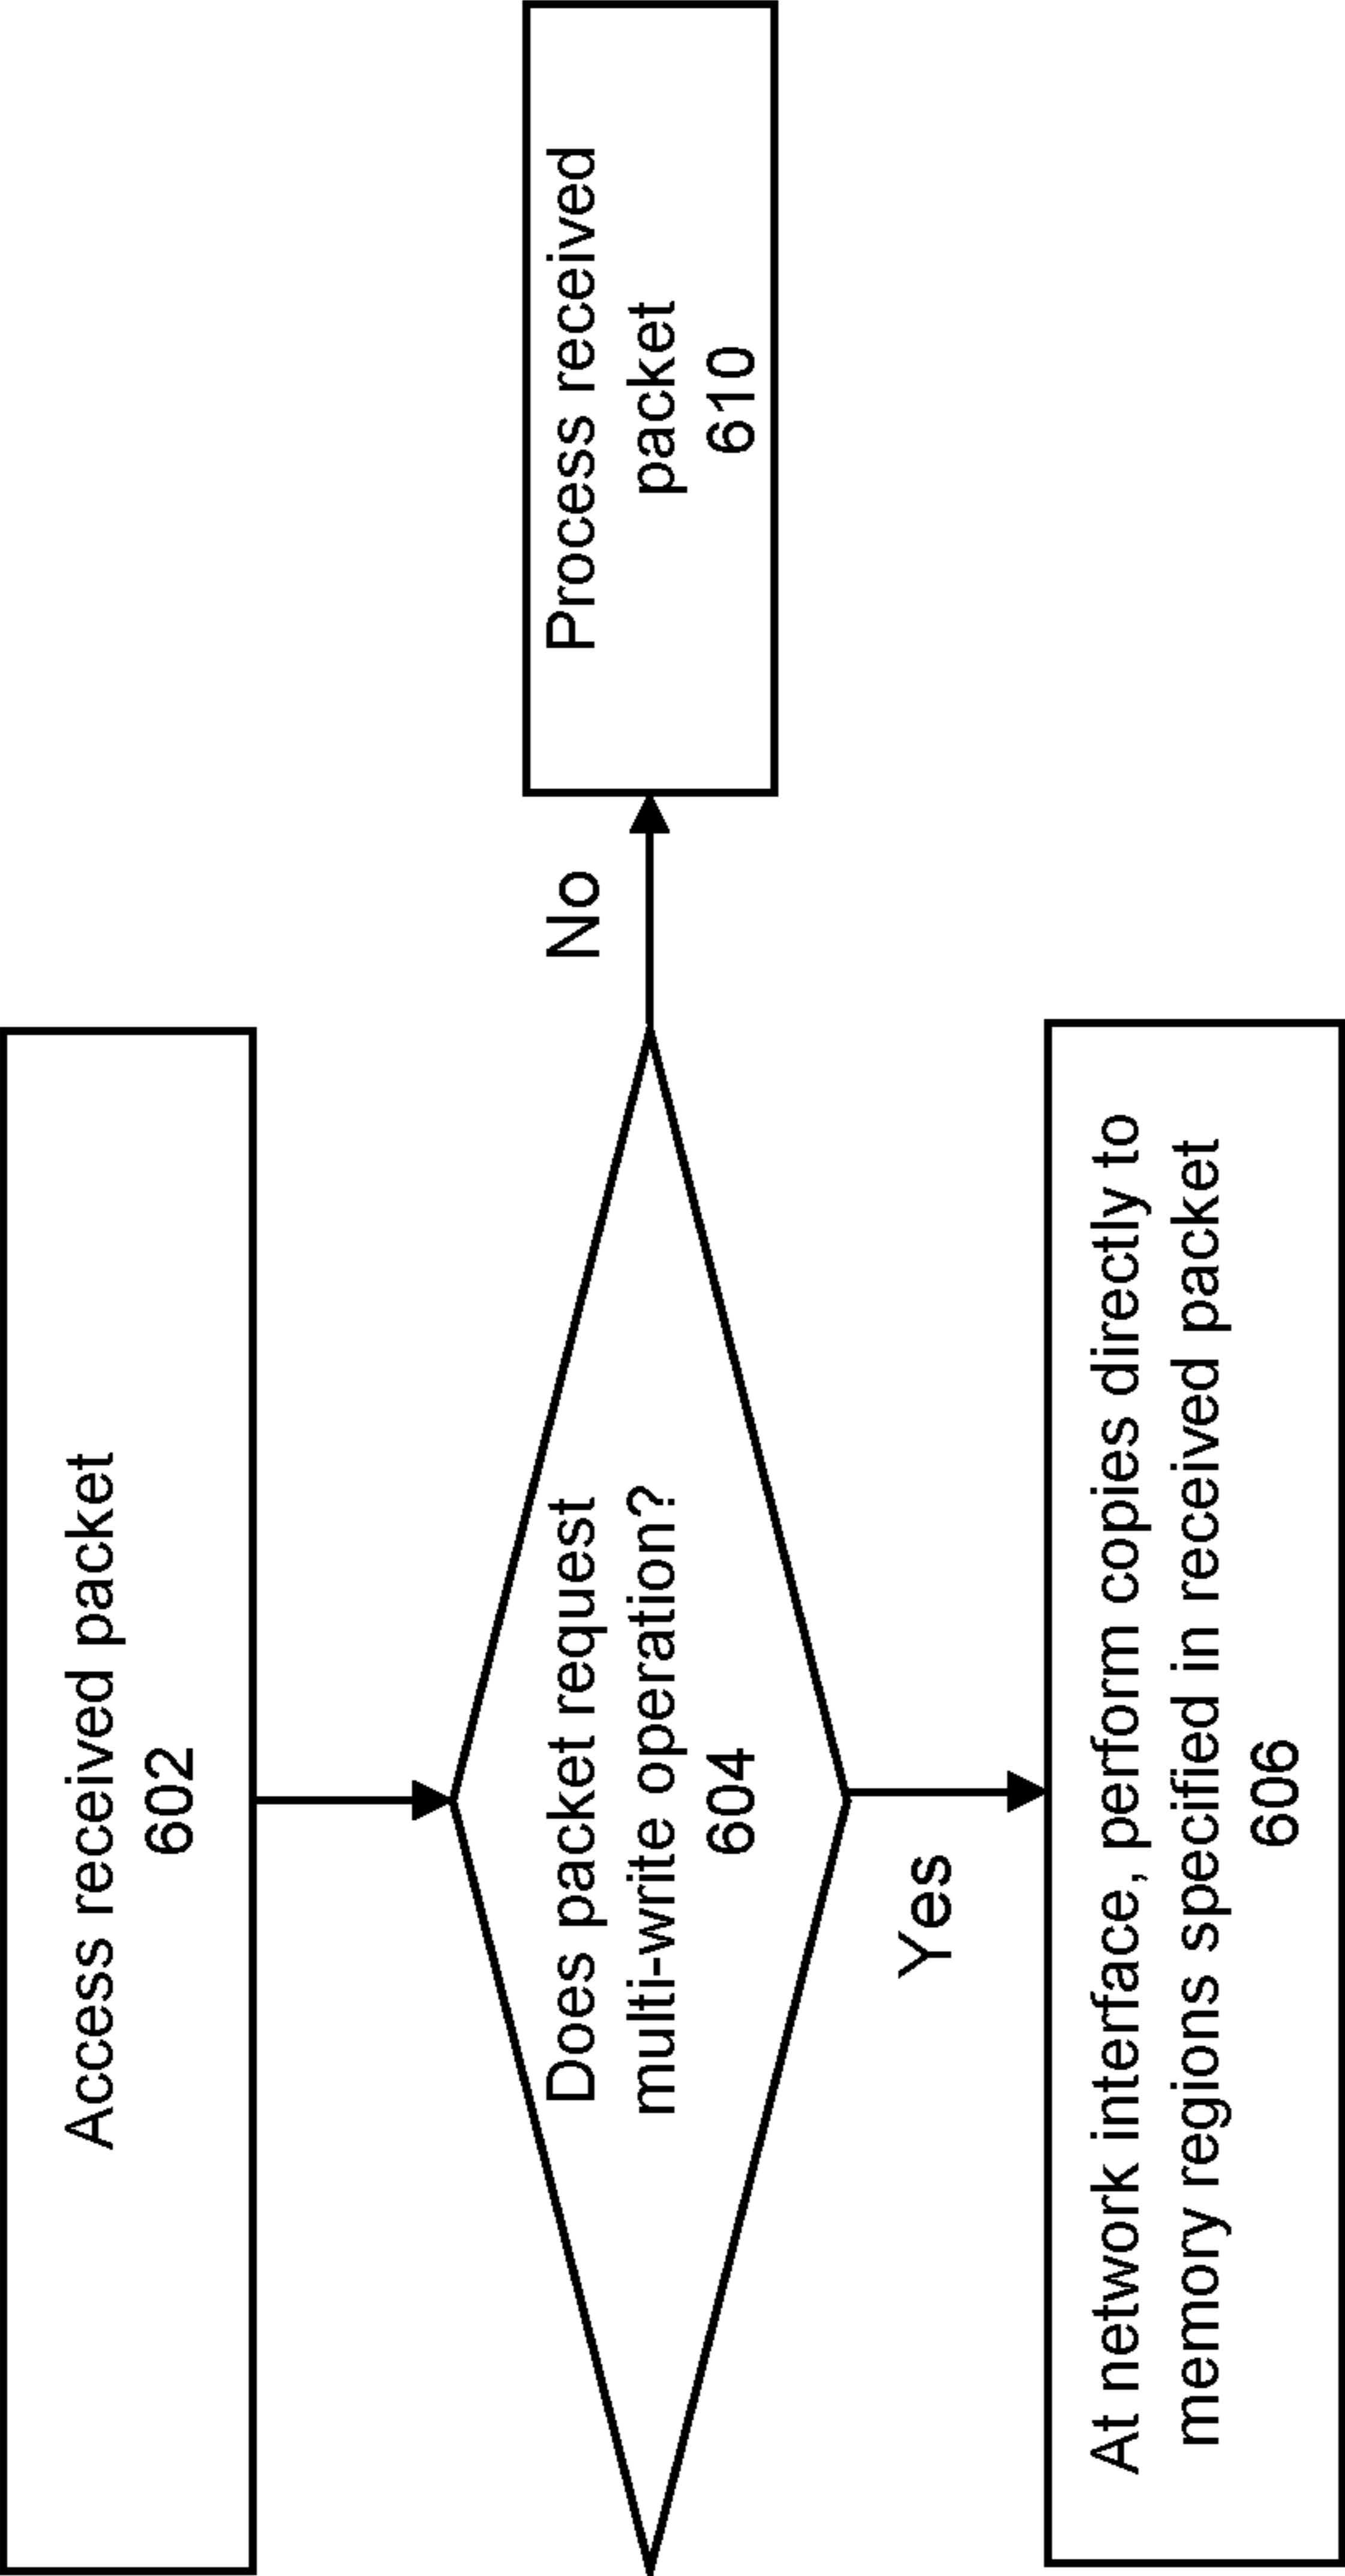 Access received packet
602
Does packet request
multi-write operation?
604
No
Process received
packet
610
Yes
At network interface, perform copies directly to
memory regions specified in received packet
606